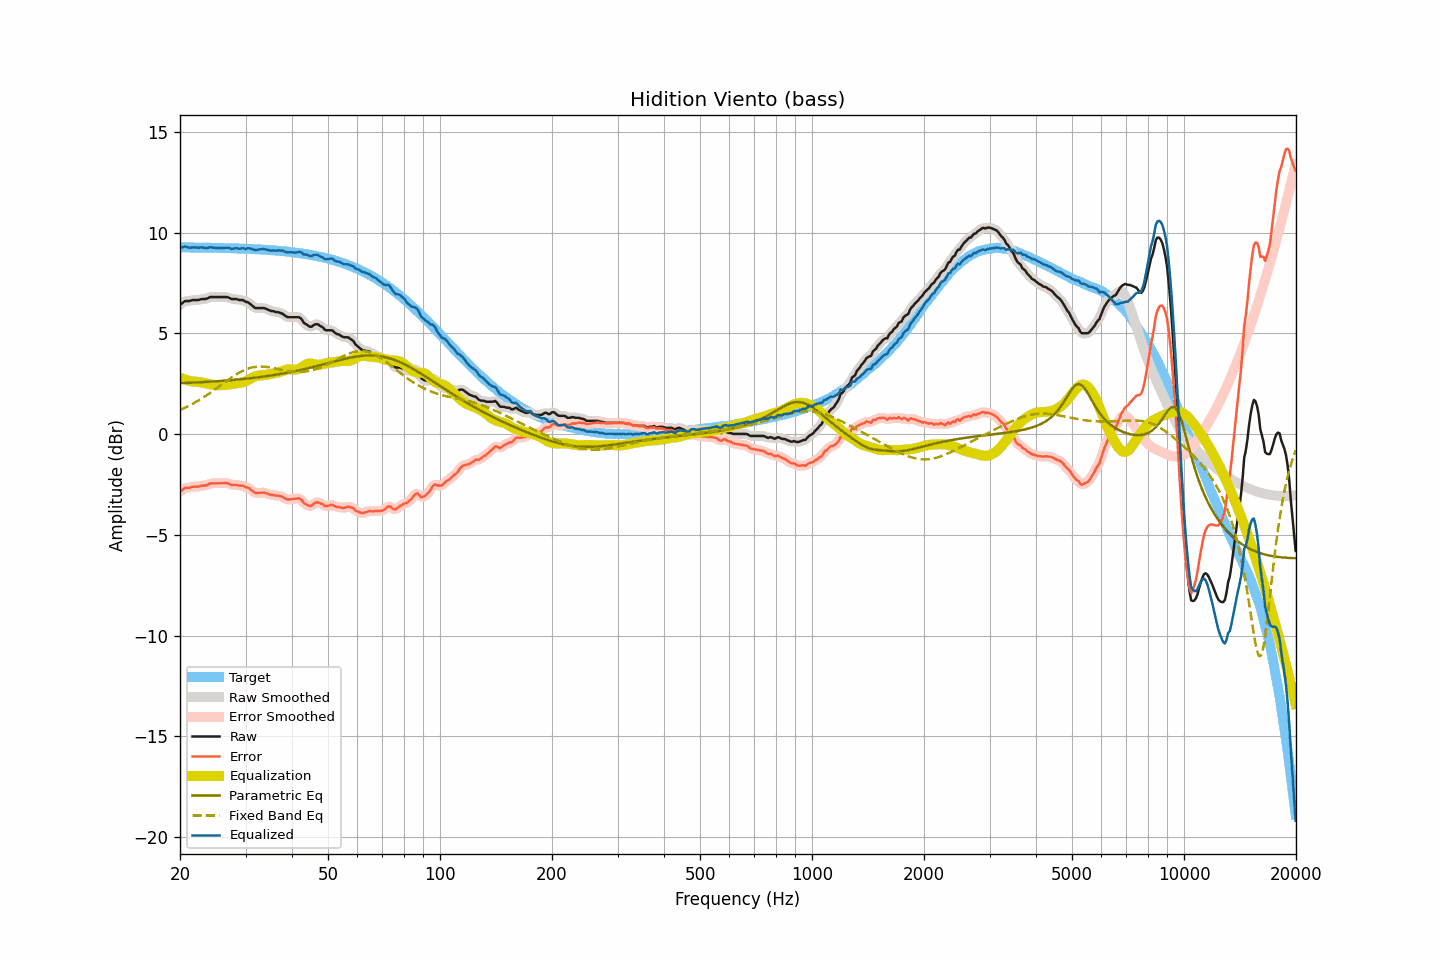 Hidition Viento (bass)
15
10
5
0
−5
−10
−15
−20
Amplitude (dBr)
Target
Raw Smoothed
Error Smoothed
Raw
Error
Equalization
Parametric Eq
Fixed Band Eq
Equalized
20 50 100 200 500 1000 2000 5000 10000 20000
Frequency (Hz)